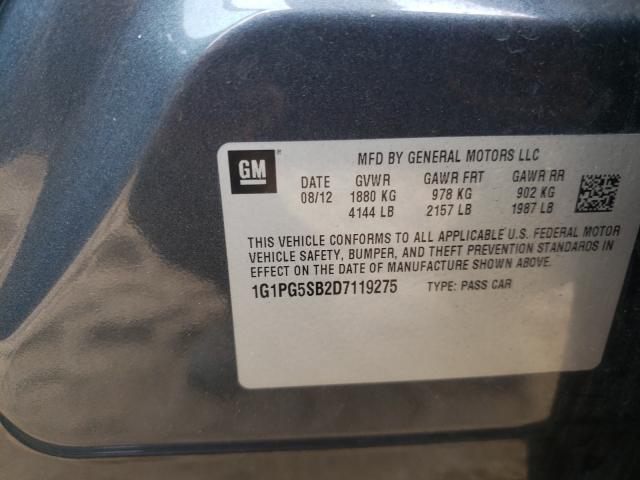 GM
MFD BY GENERAL MOTORS LLC
DATE GVWR GAWR FRT GAWR RR
08/12 1880 KG 978 KG 902 KG
4144 LB 2157 LB 1987 LB
THIS VEHICLE CONFORMS TO ALL APPLICABLE U.S. FEDERAL MOTOR
VEHICLE SAFETY, BUMPER, AND THEFT PREVENTION STANDARDS IN
EFFECT ON THE DATE OF MANUFACTURE SHOWN ABOVE.
1G1PG5SB2D7119275 TYPE: PASS CAR